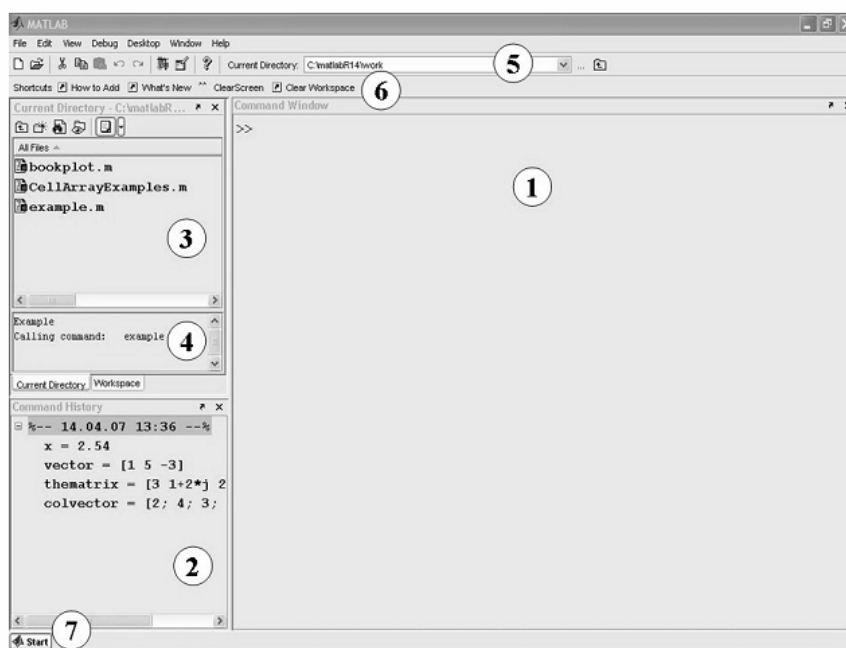 MATLAB
File Edit View Debug Desktop Window Help
Current Directory: C:\matlabR14\work 5 ...
Shortcuts How to Add What's New ClearScreen Clear Workspace 6
Current Directory - C:\matlabR...
All Files
bookplot.m
CellArrayExamples.m
example.m
3
Example
Calling command: example
4
Current Directory Workspace
Command History
%-- 14.04.07 13:36 --%
x = 2.54
vector = [1 5 -3]
thematrix = [3 1+2*j 2
colvector = [2; 4; 3;
2
Start 7
Command Window
>>
1